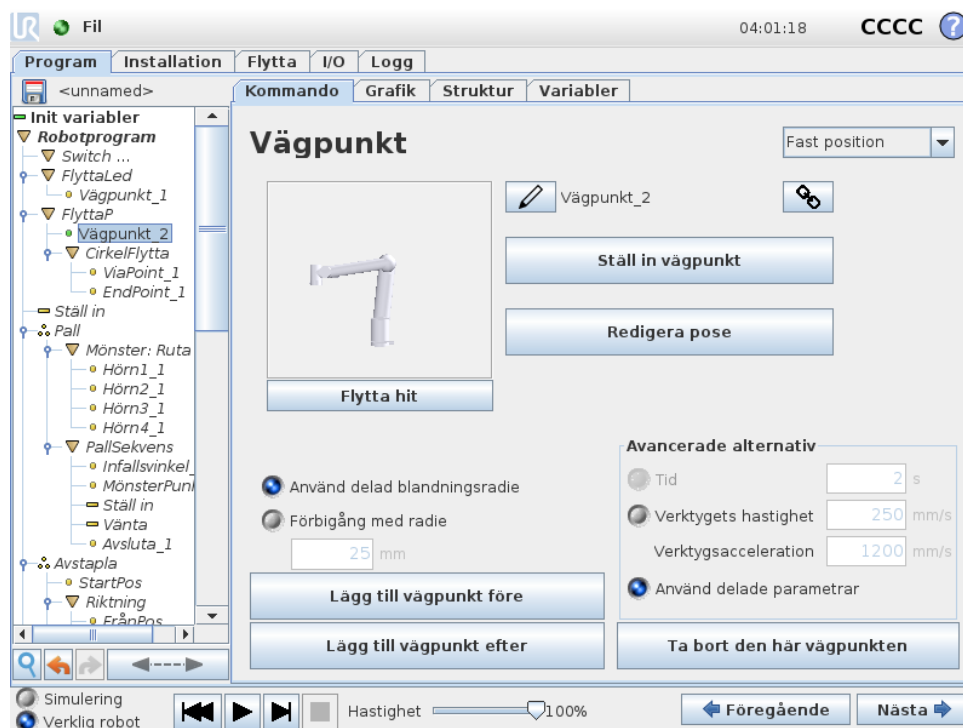 UR Fil 04:01:18 CCCC ?
Program Installation Flytta I/O Logg
<unnamed>
Kommando Grafik Struktur Variabler
Init variabler
Robotprogram
Switch ...
FlyttaLed
Vägpunkt_1
FlyttaP
Vägpunkt_2
CirkelFlytta
ViaPoint_1
EndPoint_1
Ställ in
Pall
Mönster: Ruta
Hörn1_1
Hörn2_1
Hörn3_1
Hörn4_1
PallSekvens
Infallsvinkel_
MönsterPun
Ställ in
Vänta
Avsluta_1
Avstapla
StartPos
Riktning
FrånPos
Vägpunkt
Fast position
Vägpunkt_2
Ställ in vägpunkt
Redigera pose
Flytta hit
Använd delad blandningsradie
Förbigång med radie
25 mm
Avancerade alternativ
Tid 2 s
Verktygets hastighet 250 mm/s
Verktygsacceleration 1200 mm/s
Använd delade parametrar
Lägg till vägpunkt före
Lägg till vägpunkt efter
Ta bort den här vägpunkten
Simulering
Verklig robot
Hastighet 100%
Föregående
Nästa